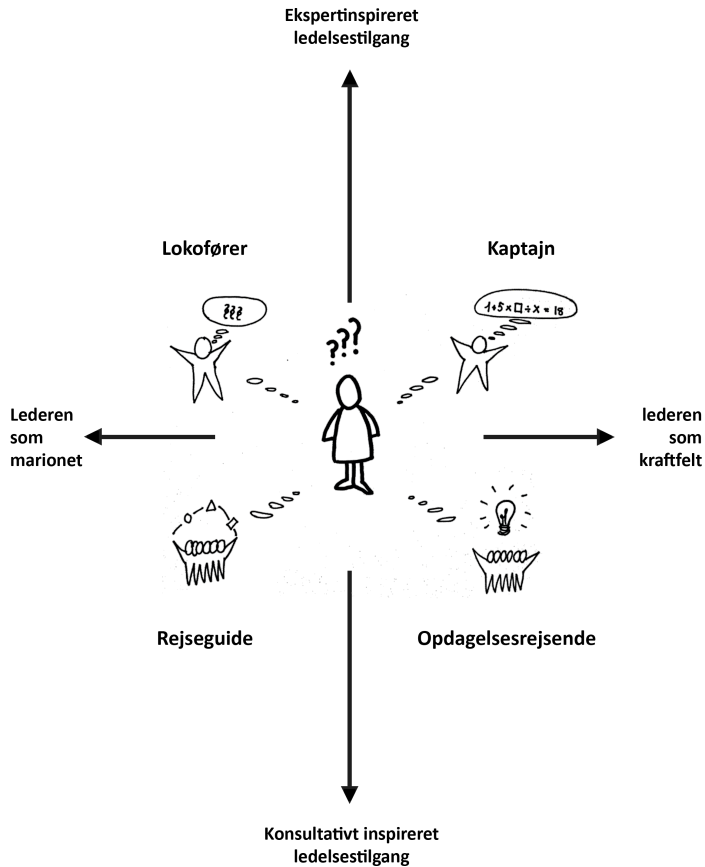 Ekspertinspireret
ledelsestilgang
Lokofører
Kaptajn
???
1+5×□÷x=18
???
Lederen
som
marionet
lederen
som
kraftfelt
Rejseguide
Opdagelsesrejsende
Konsultativt inspireret
ledelsestilgang